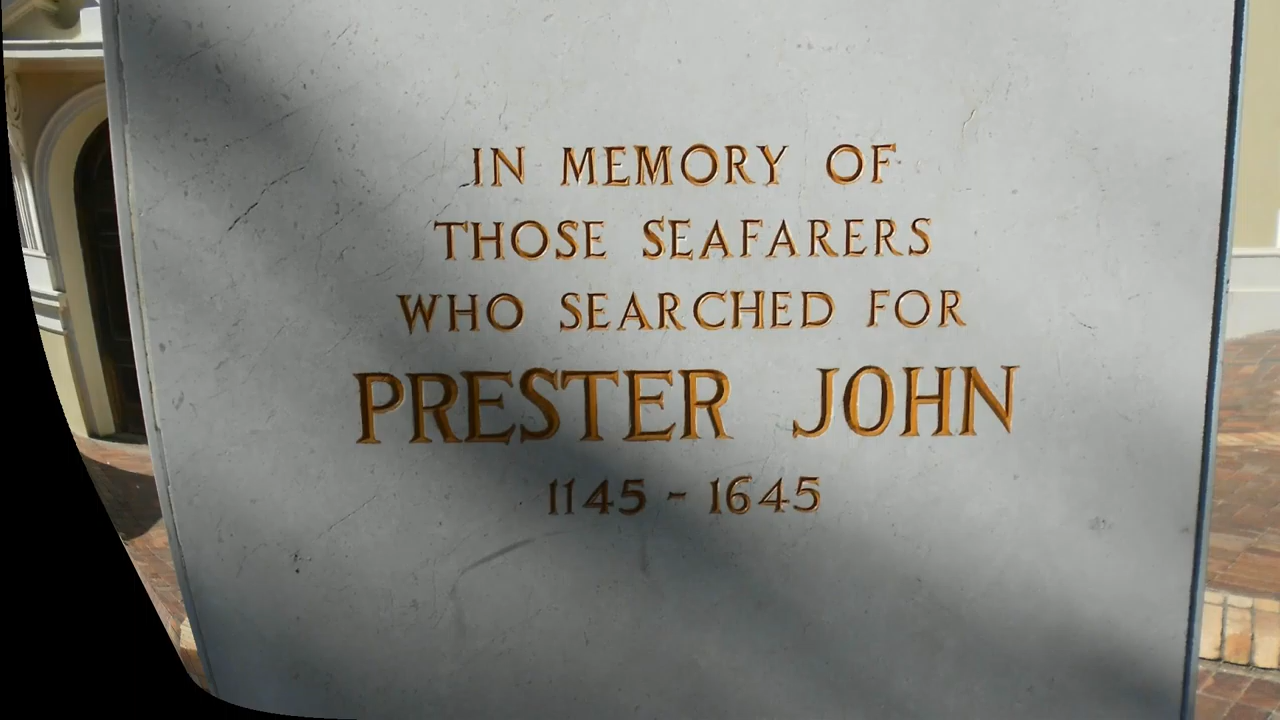 IN MEMORY OF
THOSE SEAFARERS
WHO SEARCHED FOR
PRESTER JOHN
1145 - 1645